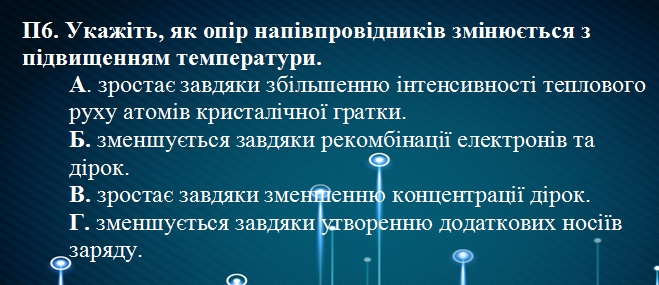 П6. Укажіть, як опір напівпровідників змінюється з
підвищенням температури.
А. зростає завдяки збільшенню інтенсивності теплового
руху атомів кристалічної гратки.
Б. зменшується завдяки рекомбінації електронів та
дірок.
В. зростає завдяки зменшенню концентрації дірок.
Г. зменшується завдяки утворенню додаткових носіїв
заряду.